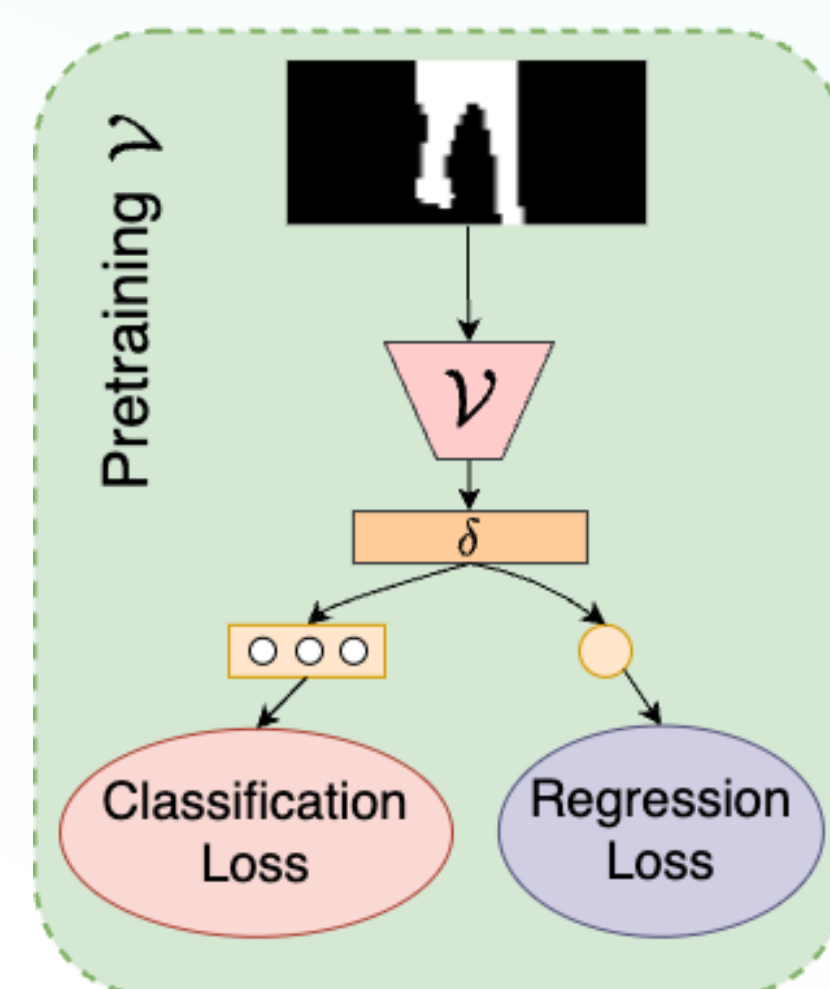 Pretraining 𝒱
𝒱
δ
Classification
Loss
Regression
Loss